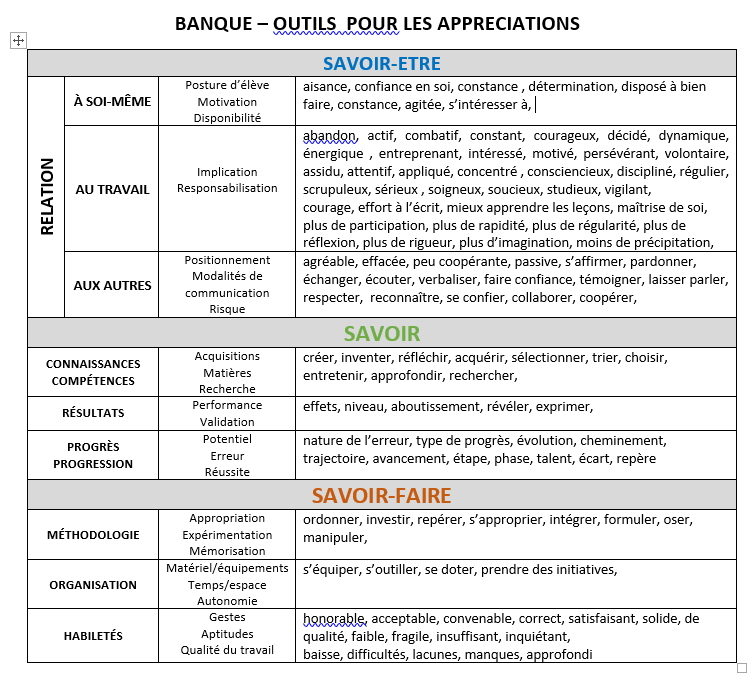 BANQUE – OUTILS POUR LES APPRECIATIONS
SAVOIR-ETRE
RELATION
À SOI-MÊME
Posture d’élève
Motivation
Disponibilité
aisance, confiance en soi, constance , détermination, disposé à bien
faire, constance, agitée, s’intéresser à,
AU TRAVAIL
Implication
Responsabilisation
abandon, actif, combatif, constant, courageux, décidé, dynamique,
énergique , entreprenant, intéressé, motivé, persévérant, volontaire,
assidu, attentif, appliqué, concentré , consciencieux, discipliné, régulier,
scrupuleux, sérieux , soigneux, soucieux, studieux, vigilant,
courage, effort à l’écrit, mieux apprendre les leçons, maîtrise de soi,
plus de participation, plus de rapidité, plus de régularité, plus de
réflexion, plus de rigueur, plus d’imagination, moins de précipitation,
AUX AUTRES
Positionnement
Modalités de
communication
Risque
agréable, effacée, peu coopérante, passive, s’affirmer, pardonner,
échanger, écouter, verbaliser, faire confiance, témoigner, laisser parler,
respecter, reconnaître, se confier, collaborer, coopérer,
SAVOIR
CONNAISSANCES
COMPÉTENCES
Acquisitions
Matières
Recherche
créer, inventer, réfléchir, acquérir, sélectionner, trier, choisir,
entretenir, approfondir, rechercher,
RÉSULTATS
Performance
Validation
effets, niveau, aboutissement, révéler, exprimer,
PROGRÈS
PROGRESSION
Potentiel
Erreur
Réussite
nature de l’erreur, type de progrès, évolution, cheminement,
trajectoire, avancement, étape, phase, talent, écart, repère
SAVOIR-FAIRE
MÉTHODOLOGIE
Appropriation
Expérimentation
Mémorisation
ordonner, investir, repérer, s’approprier, intégrer, formuler, oser,
manipuler,
ORGANISATION
Matériel/équipements
Temps/espace
Autonomie
s’équiper, s’outiller, se doter, prendre des initiatives,
HABILETÉS
Gestes
Aptitudes
Qualité du travail
honorable, acceptable, convenable, correct, satisfaisant, solide, de
qualité, faible, fragile, insuffisant, inquiétant,
baisse, difficultés, lacunes, manques, approfondi